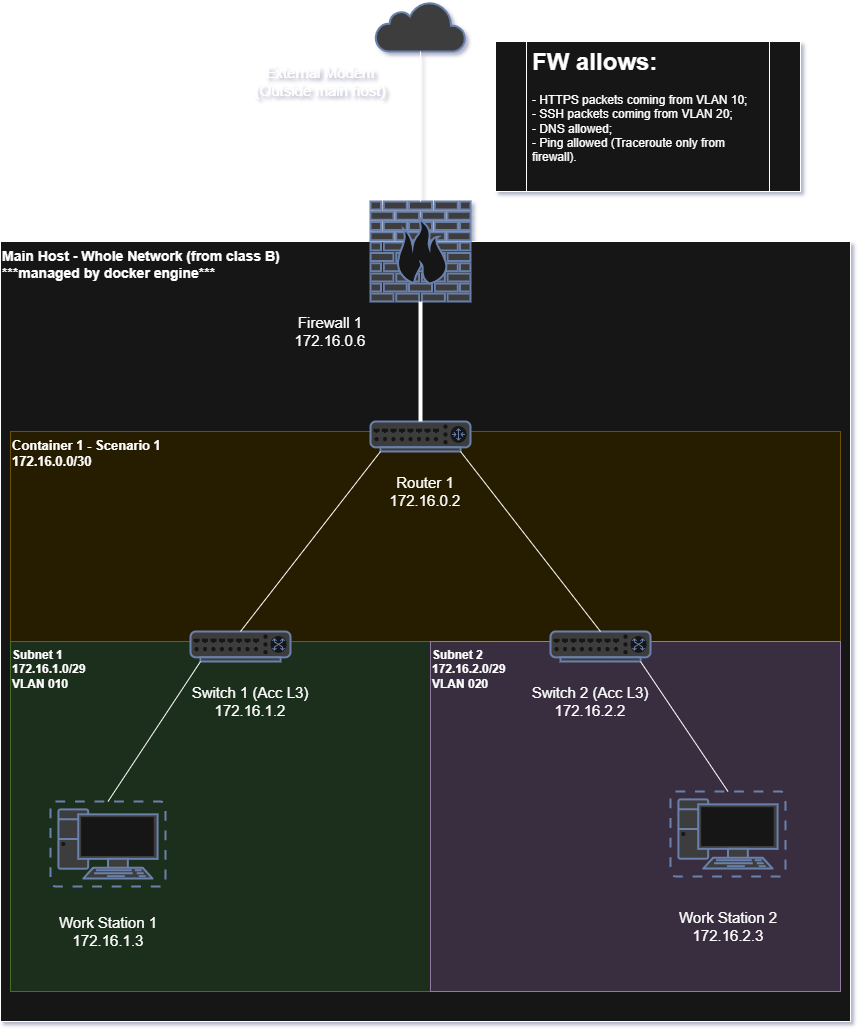 External Modem
(Outside main host)
FW allows:
- HTTPS packets coming from VLAN 10;
- SSH packets coming from VLAN 20;
- DNS allowed;
- Ping allowed (Traceroute only from
firewall).
Main Host - Whole Network (from class B)
***managed by docker engine***
Firewall 1
172.16.0.6
Container 1 - Scenario 1
172.16.0.0/30
Router 1
172.16.0.2
Subnet 1
172.16.1.0/29
VLAN 010
Switch 1 (Acc L3)
172.16.1.2
Subnet 2
172.16.2.0/29
VLAN 020
Switch 2 (Acc L3)
172.16.2.2
Work Station 1
172.16.1.3
Work Station 2
172.16.2.3